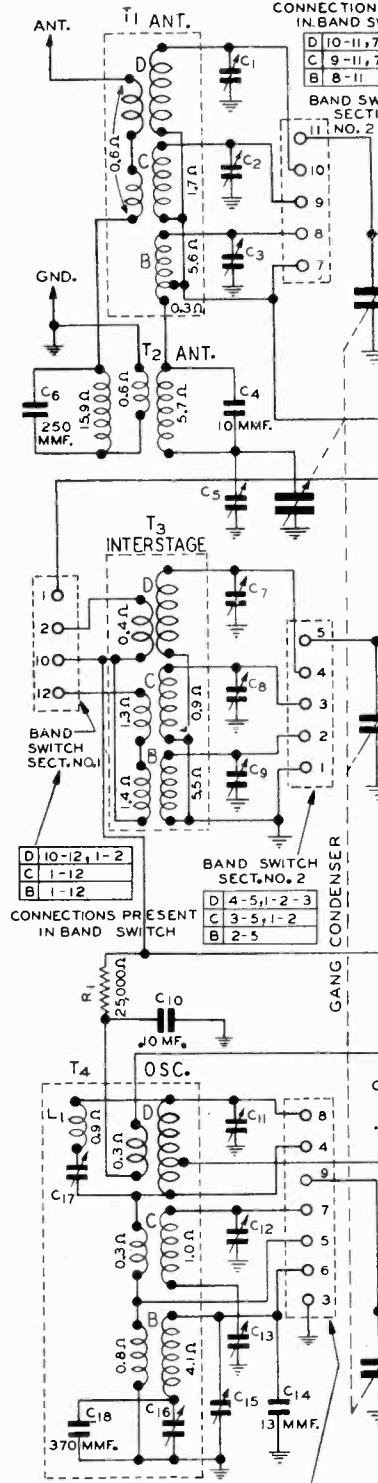 CONNECTIONS
IN BAND SW
D 10-11,7
C 9-11,7
B 8-11
T1 ANT.
ANT.
D
C1
BAND SW
SECTI
NO. 2
11
0.6Ω
C
1.7Ω
C2
10
9
B
5.6Ω
C3
8
7
0.3Ω
GND.
T2 ANT.
C6
250
MMF.
15.9Ω
0.6Ω
5.7Ω
C4
10 MMF.
C5
T3
INTERSTAGE
1
2
10
12
D
0.4Ω
C7
5
4
C
1.3Ω
0.9Ω
C8
3
2
B
1.4Ω
5.5Ω
C9
1
BAND
SWITCH
SECT. NO. 1
D 10-12, 1-2
C 1-12
B 1-12
CONNECTIONS PRESENT
IN BAND SWITCH
BAND SWITCH
SECT. NO. 2
D 4-5, 1-2-3
C 3-5, 1-2
B 2-5
GANG CONDENSER
R1
25,000Ω
C10
.10 MF.
T4
OSC.
L1
0.9Ω
D
0.3Ω
C11
8
4
9
C17
C
0.3Ω
1.0Ω
C12
7
5
6
3
C13
B
0.8Ω
4.1Ω
C18
370 MMF.
C16
C15
C14
13 MMF.